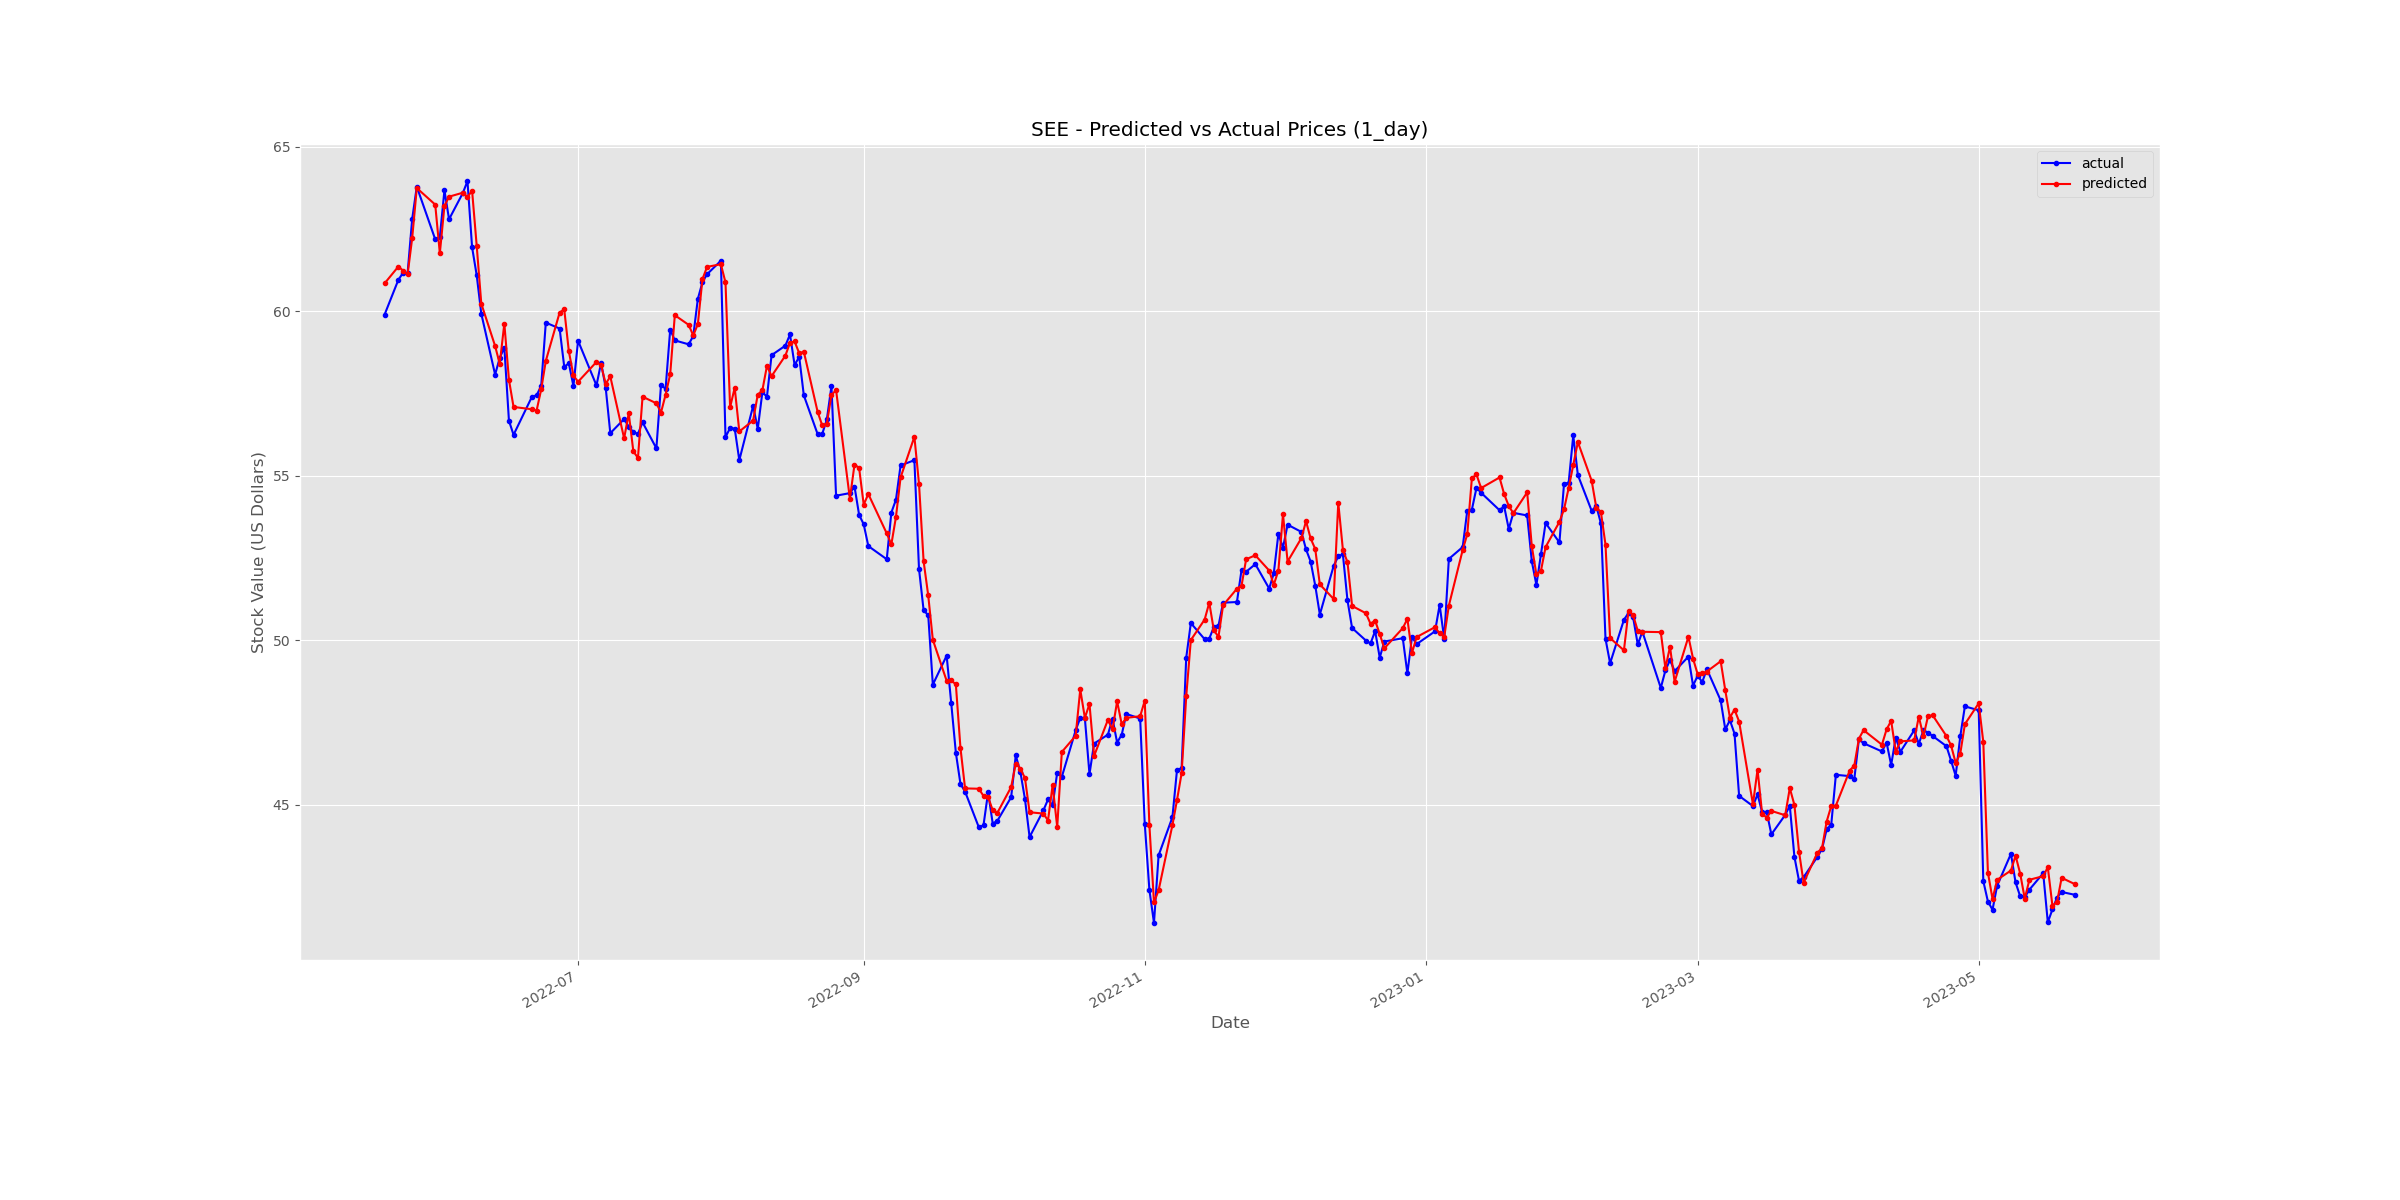 SEE - Predicted vs Actual Prices (1_day)
actual
predicted
65
60
55
50
45
Stock Value (US Dollars)
2022-07
2022-09
2022-11
2023-01
2023-03
2023-05
Date